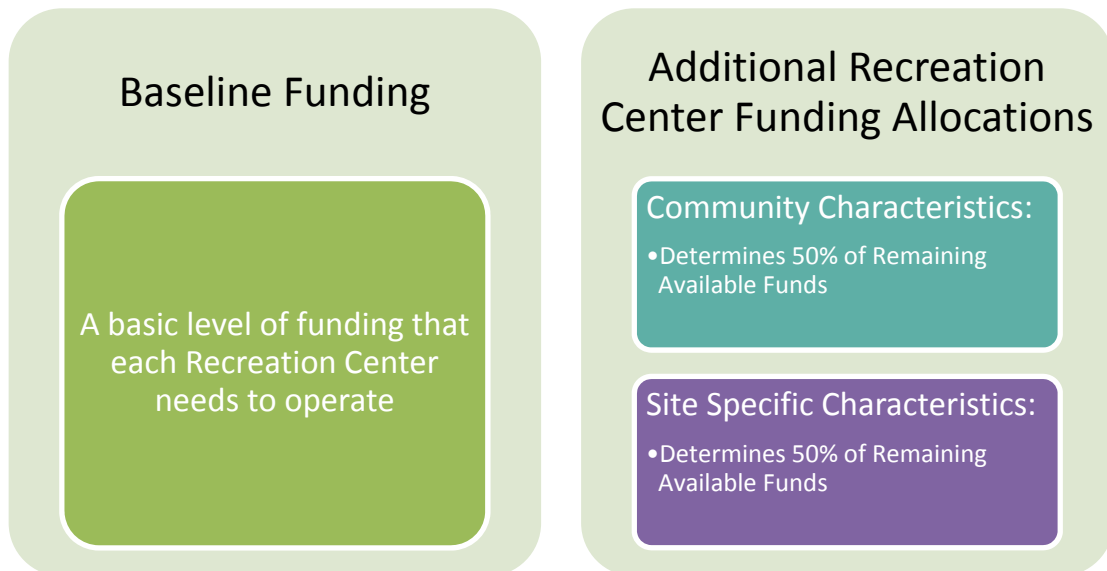 Baseline Funding
A basic level of funding that
each Recreation Center
needs to operate
Additional Recreation
Center Funding Allocations
Community Characteristics:
•Determines 50% of Remaining
Available Funds
Site Specific Characteristics:
•Determines 50% of Remaining
Available Funds